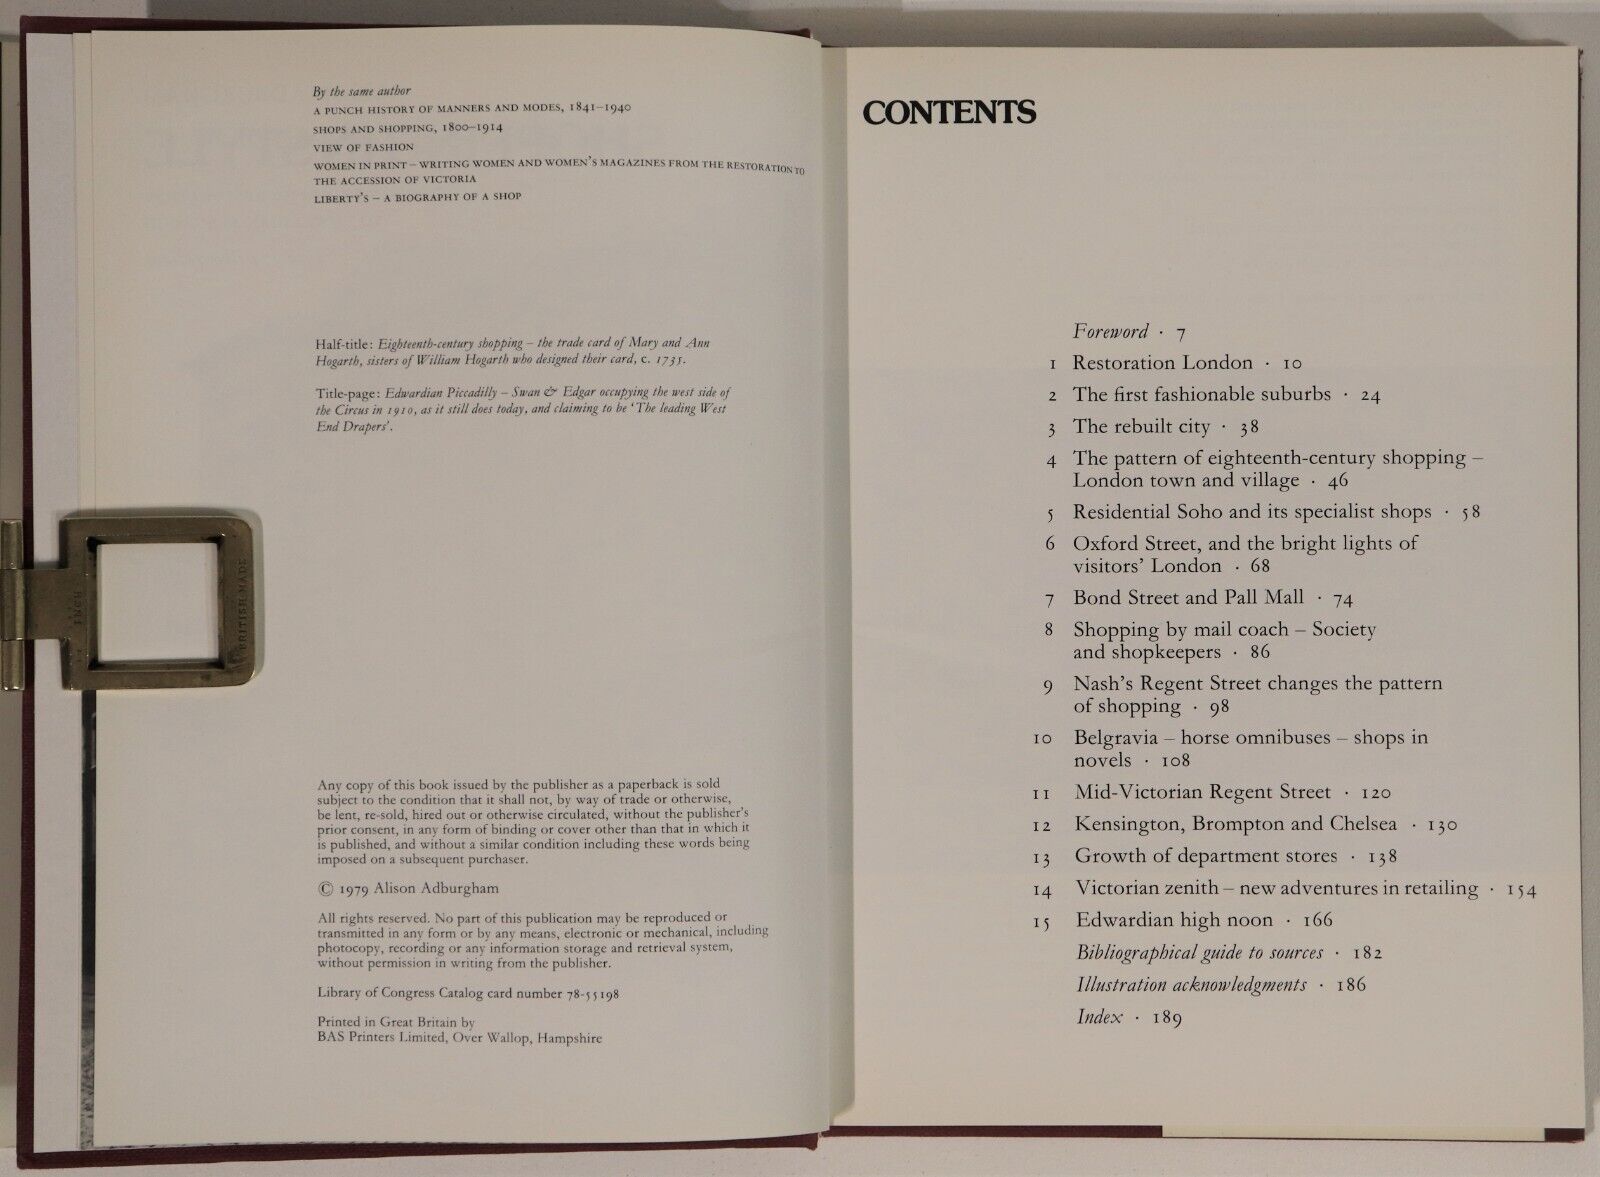 By the same author
A PUNCH HISTORY OF MANNERS AND MODES, 1841–1940
SHOPS AND SHOPPING, 1800–1914
VIEW OF FASHION
WOMEN IN PRINT – WRITING WOMEN AND WOMEN'S MAGAZINES FROM THE RESTORATION TO
THE ACCESSION OF VICTORIA
LIBERTY'S – A BIOGRAPHY OF A SHOP
Half-title: Eighteenth-century shopping – the trade card of Mary and Ann
Hogarth, sisters of William Hogarth who designed their card, c. 1735.
Title-page: Edwardian Piccadilly – Swan & Edgar occupying the west side of
the Circus in 1910, as it still does today, and claiming to be 'The leading West
End Drapers'.
BRITISH MADE
INCH
Any copy of this book issued by the publisher as a paperback is sold
subject to the condition that it shall not, by way of trade or otherwise,
be lent, re-sold, hired out or otherwise circulated, without the publisher's
prior consent, in any form of binding or cover other than that in which it
is published, and without a similar condition including these words being
imposed on a subsequent purchaser.
© 1979 Alison Adburgham
All rights reserved. No part of this publication may be reproduced or
transmitted in any form or by any means, electronic or mechanical, including
photocopy, recording or any information storage and retrieval system,
without permission in writing from the publisher.
Library of Congress Catalog card number 78-55198
Printed in Great Britain by
BAS Printers Limited, Over Wallop, Hampshire
CONTENTS
Foreword · 7
1 Restoration London · 10
2 The first fashionable suburbs · 24
3 The rebuilt city · 38
4 The pattern of eighteenth-century shopping –
London town and village · 46
5 Residential Soho and its specialist shops · 58
6 Oxford Street, and the bright lights of
visitors' London · 68
7 Bond Street and Pall Mall · 74
8 Shopping by mail coach – Society
and shopkeepers · 86
9 Nash's Regent Street changes the pattern
of shopping · 98
10 Belgravia – horse omnibuses – shops in
novels · 108
11 Mid-Victorian Regent Street · 120
12 Kensington, Brompton and Chelsea · 130
13 Growth of department stores · 138
14 Victorian zenith – new adventures in retailing · 154
15 Edwardian high noon · 166
Bibliographical guide to sources · 182
Illustration acknowledgments · 186
Index · 189